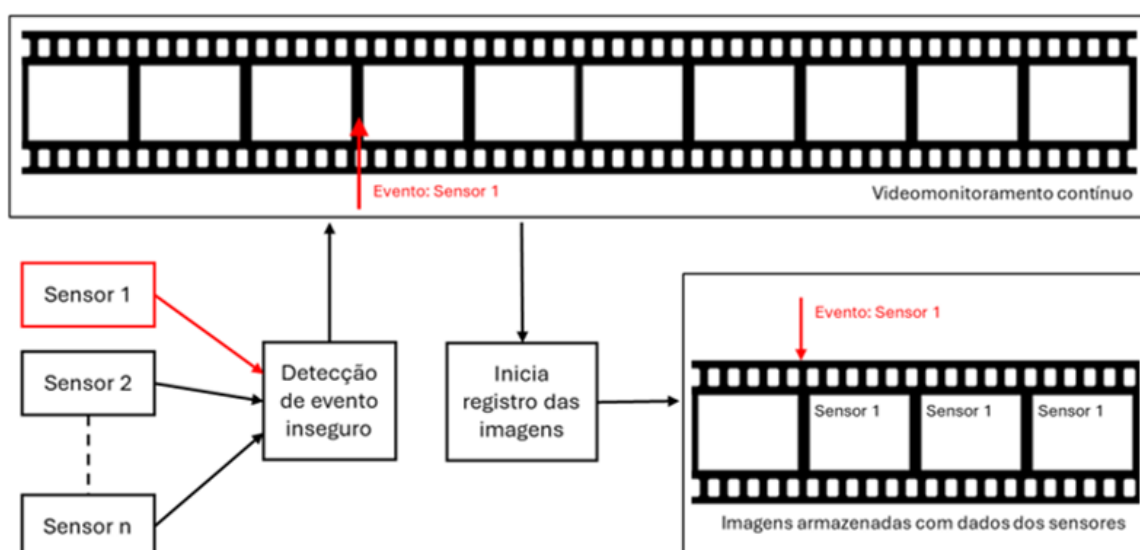 Evento: Sensor 1
Videomonitoramento contínuo
Sensor 1
Sensor 2
Sensor n
Detecção
de evento
inseguro
Inicia
registro das
imagens
Evento: Sensor 1
Sensor 1
Sensor 1
Sensor 1
Imagens armazenadas com dados dos sensores